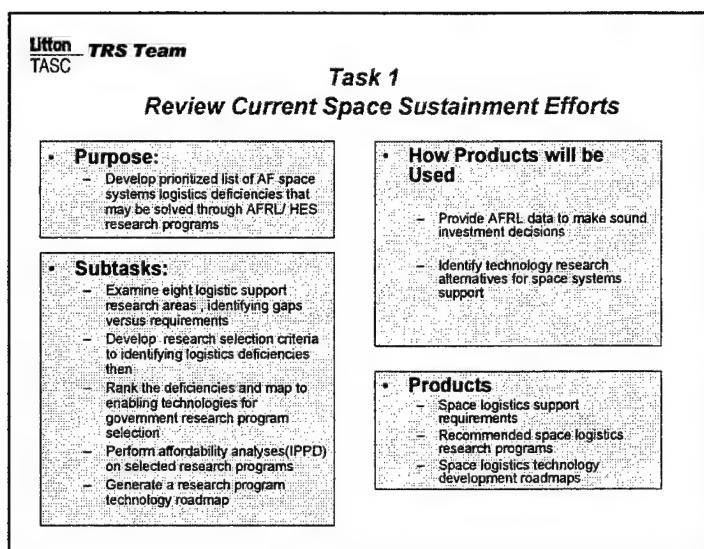 Litton TRS Team
TASC
Task 1
Review Current Space Sustainment Efforts
• Purpose:
– Develop prioritized list of AF space
systems logistics deficiencies that
may be solved through AFRL/ HES
research programs
• Subtasks:
– Examine eight logistic support
research areas , identifying gaps
versus requirements
– Develop research selection criteria
to identifying logistics deficiencies
then
– Rank the deficiencies and map to
enabling technologies for
government research program
selection
– Perform affordability analyses(IPPD)
on selected research programs
– Generate a research program
technology roadmap
• How Products will be
Used
– Provide AFRL data to make sound
investment decisions
– Identify technology research
alternatives for space systems
support
• Products
– Space logistics support
requirements
– Recommended space logistics
research programs
– Space logistics technology
development roadmaps